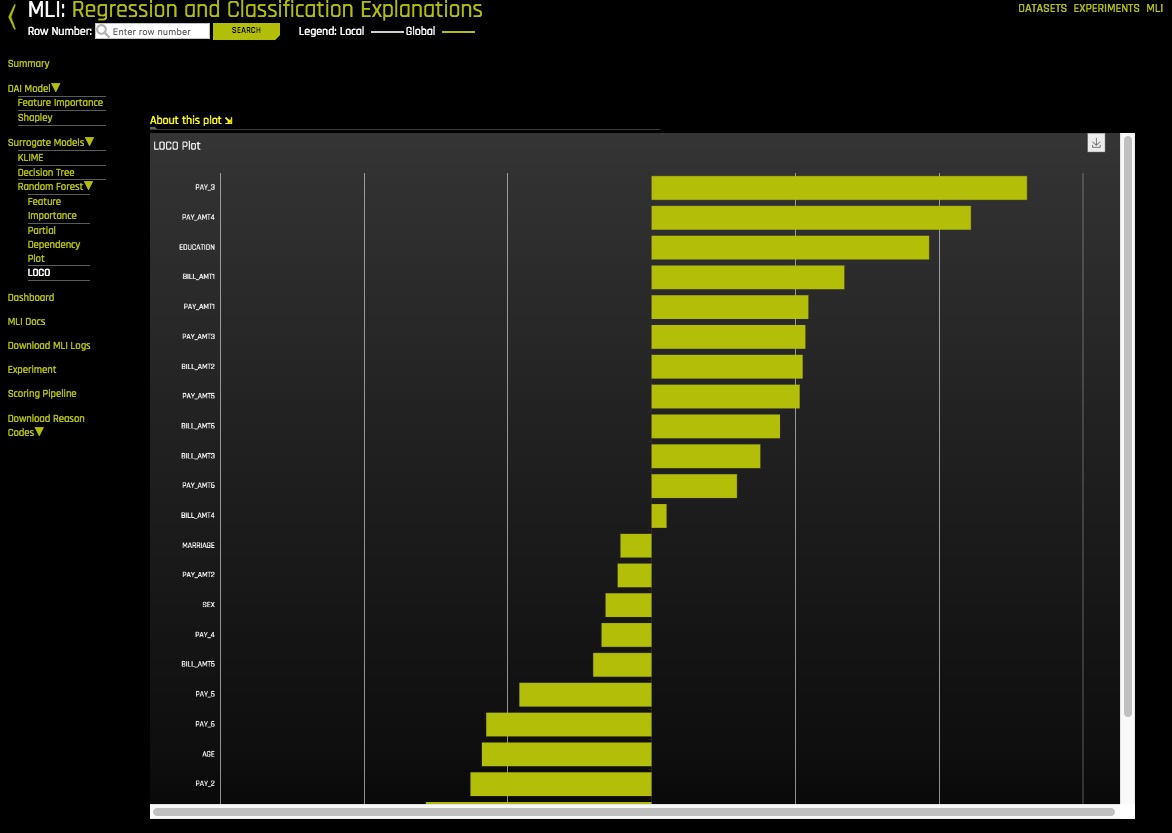 MLI: Regression and Classification Explanations
DATASETS EXPERIMENTS MLI
Row Number: Enter row number SEARCH Legend: Local Global
Summary
DAI Model▼
Feature Importance
Shapley
Surrogate Models▼
KLIME
Decision Tree
Random Forest▼
Feature
Importance
Partial
Dependency
Plot
LOCO
Dashboard
MLI Docs
Download MLI Logs
Experiment
Scoring Pipeline
Download Reason
Codes▼
About this plot ⇲
LOCO Plot
PAY_3
PAY_AMT4
EDUCATION
BILL_AMT1
PAY_AMT1
PAY_AMT3
BILL_AMT2
PAY_AMT5
BILL_AMT6
BILL_AMT3
PAY_AMT6
BILL_AMT4
MARRIAGE
PAY_AMT2
SEX
PAY_4
BILL_AMT5
PAY_5
PAY_6
AGE
PAY_2